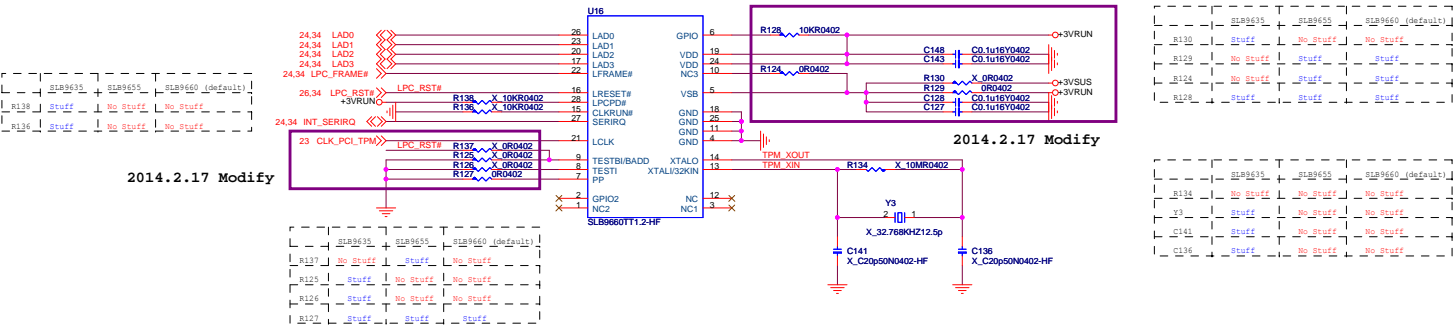 U16
24,34 LAD0
24,34 LAD1
24,34 LAD2
24,34 LAD3
24,34 LPC_FRAME#
26,34 LPC_RST#
LPC_RST#
+3VRUN
R138 X_10KR0402
R136 X_10KR0402
24,34 INT_SERIRQ
23 CLK_PCI_TPM
LPC_RST#
R137 X_0R0402
R125 X_0R0402
R126 X_0R0402
R127 0R0402
2014.2.17 Modify
26 LAD0
23 LAD1
20 LAD2
17 LAD3
22 LFRAME#
16 LRESET#
28 LPCPD#
15 CLKRUN#
27 SERIRQ
21 LCLK
9 TESTBI/BADD
8 TESTI
7 PP
2 GPIO2
1 NC2
GPIO 6
VDD 19
VDD 24
NC3 10
VSB 5
GND 18
GND 25
GND 11
GND 4
XTALO 14
XTALI/32KIN 13
NC 12
NC1 3
SLB9660TT1.2-HF
R128 10KR0402
+3VRUN
C148 C0.1u16Y0402
C143 C0.1u16Y0402
R124 0R0402
R130 X_0R0402
+3VSUS
R129 0R0402
+3VRUN
C128 C0.1u16Y0402
C127 C0.1u16Y0402
2014.2.17 Modify
TPM_XOUT
TPM_XIN
R134 X_10MR0402
Y3
2 1
X_32.768KHZ12.5p
C141
X_C20p50N0402-HF
C136
X_C20p50N0402-HF
SLB9635 SLB9655 SLB9660 (default)
R138 Stuff No Stuff No Stuff
R136 Stuff No Stuff No Stuff
SLB9635 SLB9655 SLB9660 (default)
R137 No Stuff Stuff No Stuff
R125 Stuff No Stuff No Stuff
R126 Stuff No Stuff No Stuff
R127 Stuff Stuff Stuff
SLB9635 SLB9655 SLB9660 (default)
R130 Stuff No Stuff No Stuff
R129 No Stuff Stuff Stuff
R124 No Stuff Stuff Stuff
R128 Stuff Stuff Stuff
SLB9635 SLB9655 SLB9660 (default)
R134 No Stuff No Stuff No Stuff
Y3 Stuff No Stuff No Stuff
C141 Stuff No Stuff No Stuff
C136 Stuff No Stuff No Stuff